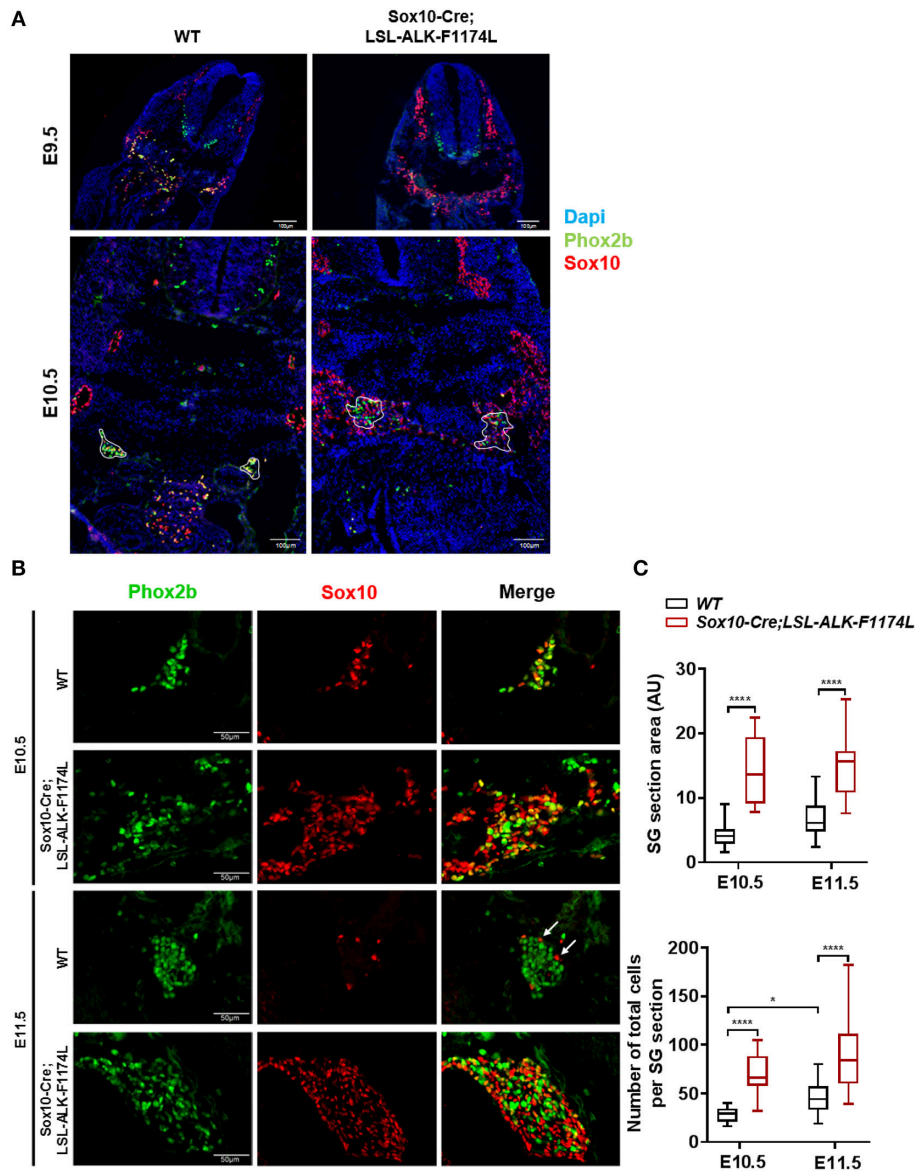 A
WT
Sox10-Cre;
LSL-ALK-F1174L
E9.5
100µm
100µm
Dapi
Phox2b
Sox10
E10.5
100µm
100µm
B
Phox2b
Sox10
Merge
E10.5
WT
50µm
Sox10-Cre;
LSL-ALK-F1174L
50µm
E11.5
WT
50µm
Sox10-Cre;
LSL-ALK-F1174L
50µm
C
WT
Sox10-Cre;LSL-ALK-F1174L
SG section area (AU)
30
20
10
0
****
****
E10.5
E11.5
Number of total cells
per SG section
200
150
100
50
0
****
*
****
E10.5
E11.5